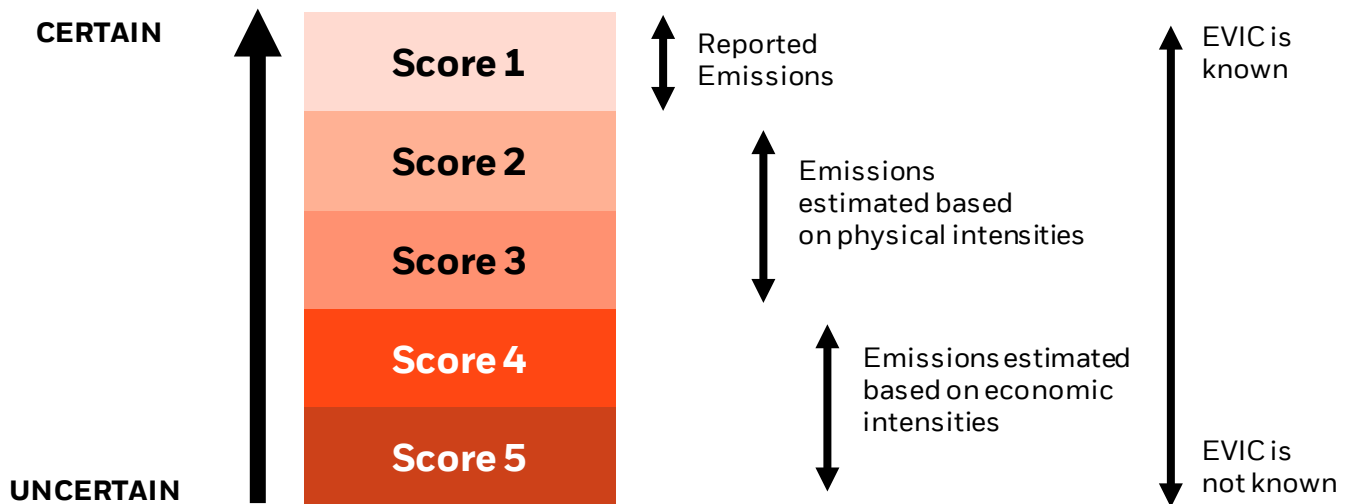 CERTAIN
Score 1
Reported
Emissions
EVIC is
known
Score 2
Emissions
estimated based
on physical intensities
Score 3
Score 4
Emissions estimated
based on economic
intensities
Score 5
EVIC is
not known
UNCERTAIN